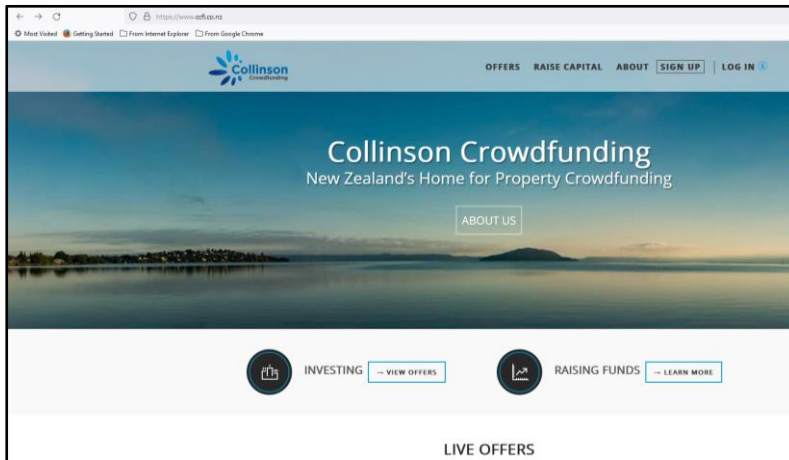 https://www.ccfl.co.nz
Most Visited Getting Started From Internet Explorer From Google Chrome
Collinson
Crowdfunding
OFFERS RAISE CAPITAL ABOUT SIGN UP LOG IN
Collinson Crowdfunding
New Zealand's Home for Property Crowdfunding
ABOUT US
INVESTING → VIEW OFFERS RAISING FUNDS → LEARN MORE
LIVE OFFERS